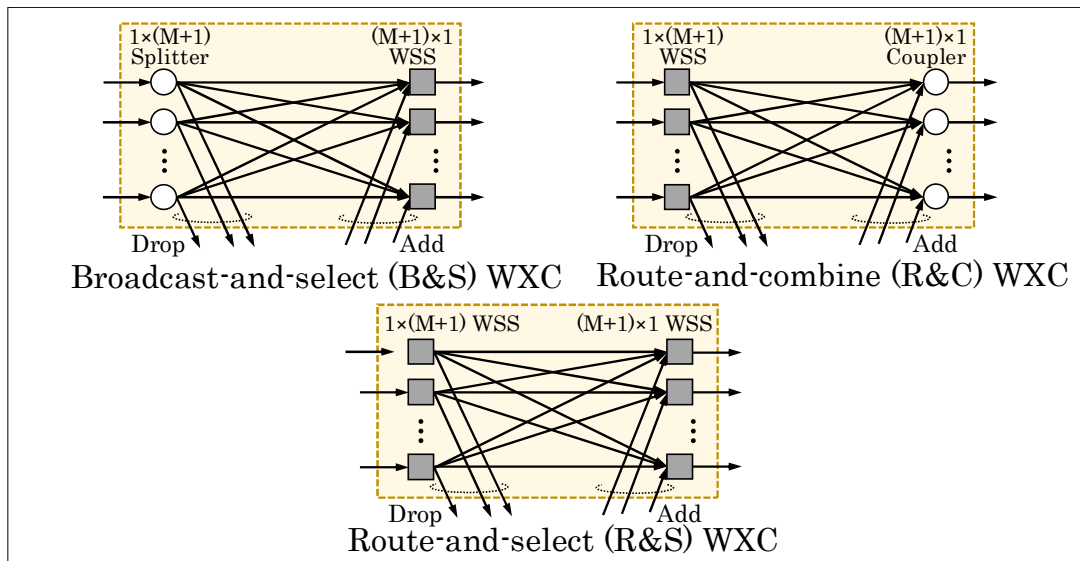 1×(M+1)
Splitter
(M+1)×1
WSS
Drop
Add
Broadcast-and-select (B&S) WXC
1×(M+1)
WSS
(M+1)×1
Coupler
Drop
Add
Route-and-combine (R&C) WXC
1×(M+1) WSS
(M+1)×1 WSS
Drop
Add
Route-and-select (R&S) WXC